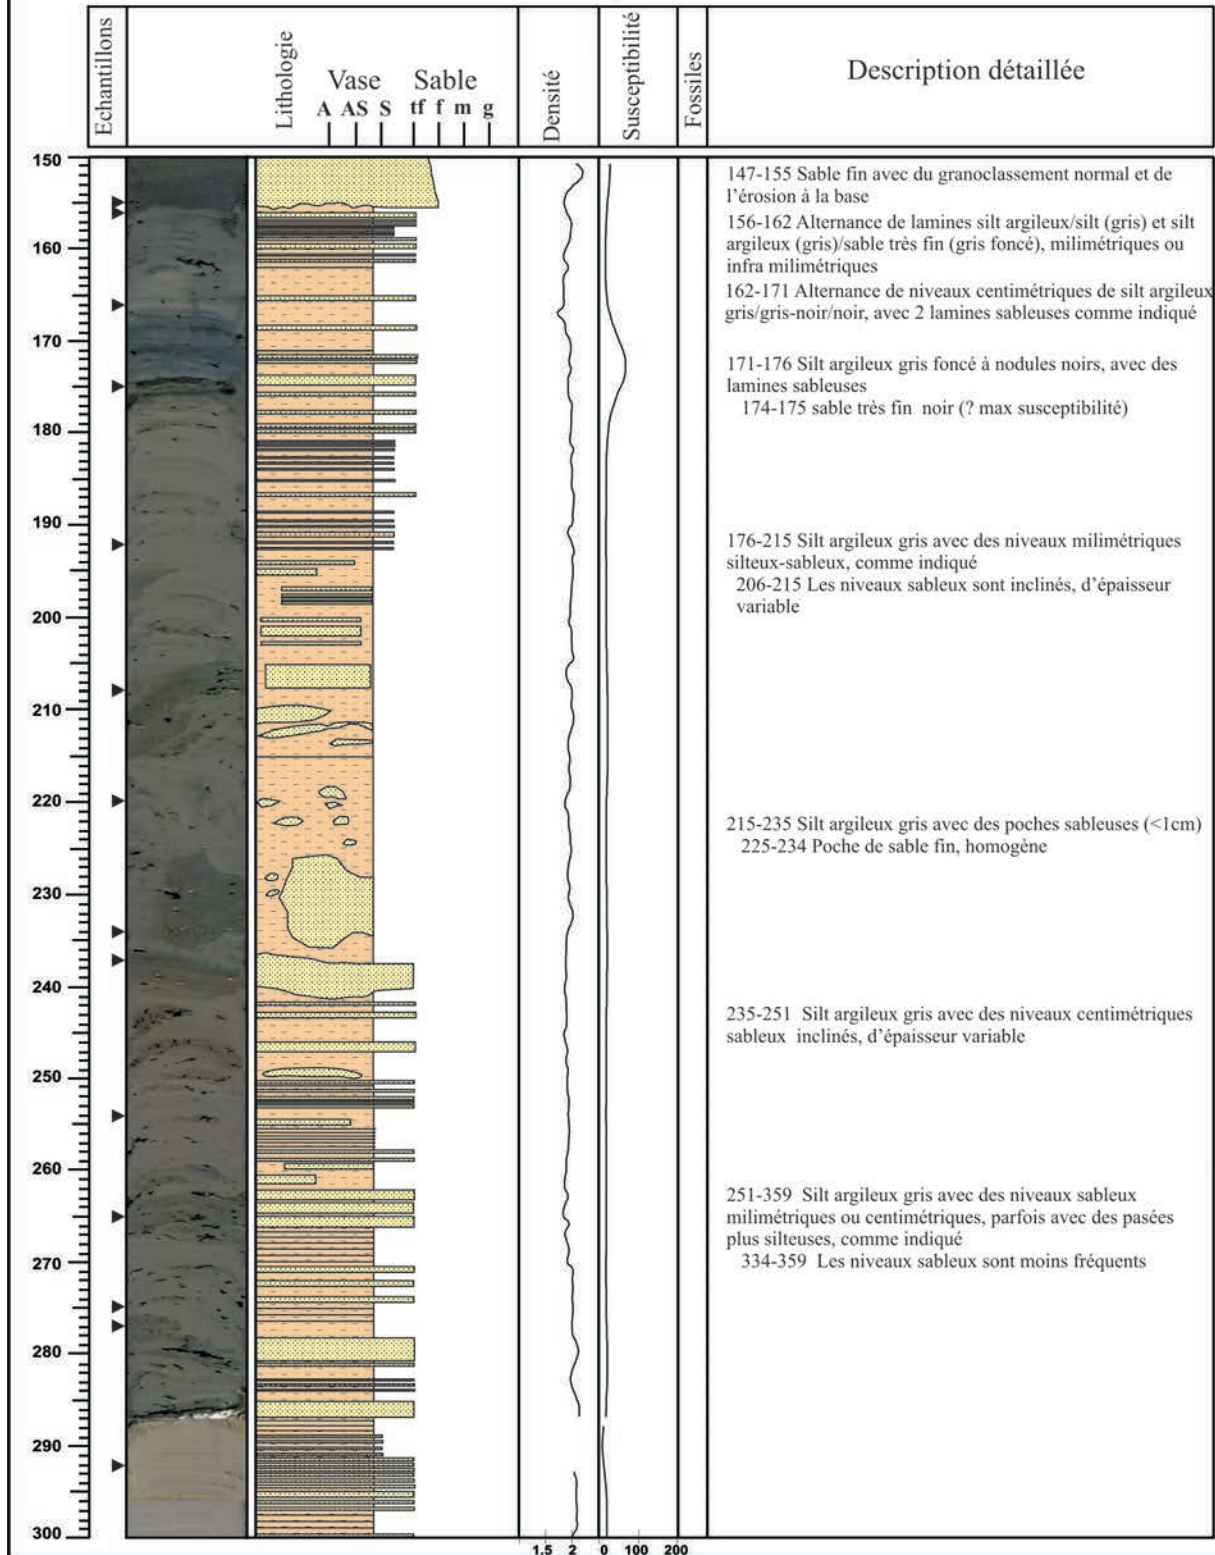 Echantillons
Lithologie
Vase
Sable
A AS S tf f m g
Densité
Susceptibilité
Fossiles
Description détaillée
150
160
170
180
190
200
210
220
230
240
250
260
270
280
290
300
147-155 Sable fin avec du granoclassement normal et de
l'érosion à la base
156-162 Alternance de lamines silt argileux/silt (gris) et silt
argileux (gris)/sable très fin (gris foncé), milimétriques ou
infra milimétriques
162-171 Alternance de niveaux centimétriques de silt argileux
gris/gris-noir/noir, avec 2 lamines sableuses comme indiqué
171-176 Silt argileux gris foncé à nodules noirs, avec des
lamines sableuses
174-175 sable très fin noir (? max susceptibilité)
176-215 Silt argileux gris avec des niveaux milimétriques
silteux-sableux, comme indiqué
206-215 Les niveaux sableux sont inclinés, d'épaisseur
variable
215-235 Silt argileux gris avec des poches sableuses (<1cm)
225-234 Poche de sable fin, homogène
235-251 Silt argileux gris avec des niveaux centimétriques
sableux inclinés, d'épaisseur variable
251-359 Silt argileux gris avec des niveaux sableux
milimétriques ou centimétriques, parfois avec des pasées
plus silteuses, comme indiqué
334-359 Les niveaux sableux sont moins fréquents
1.5 2 0 100 200